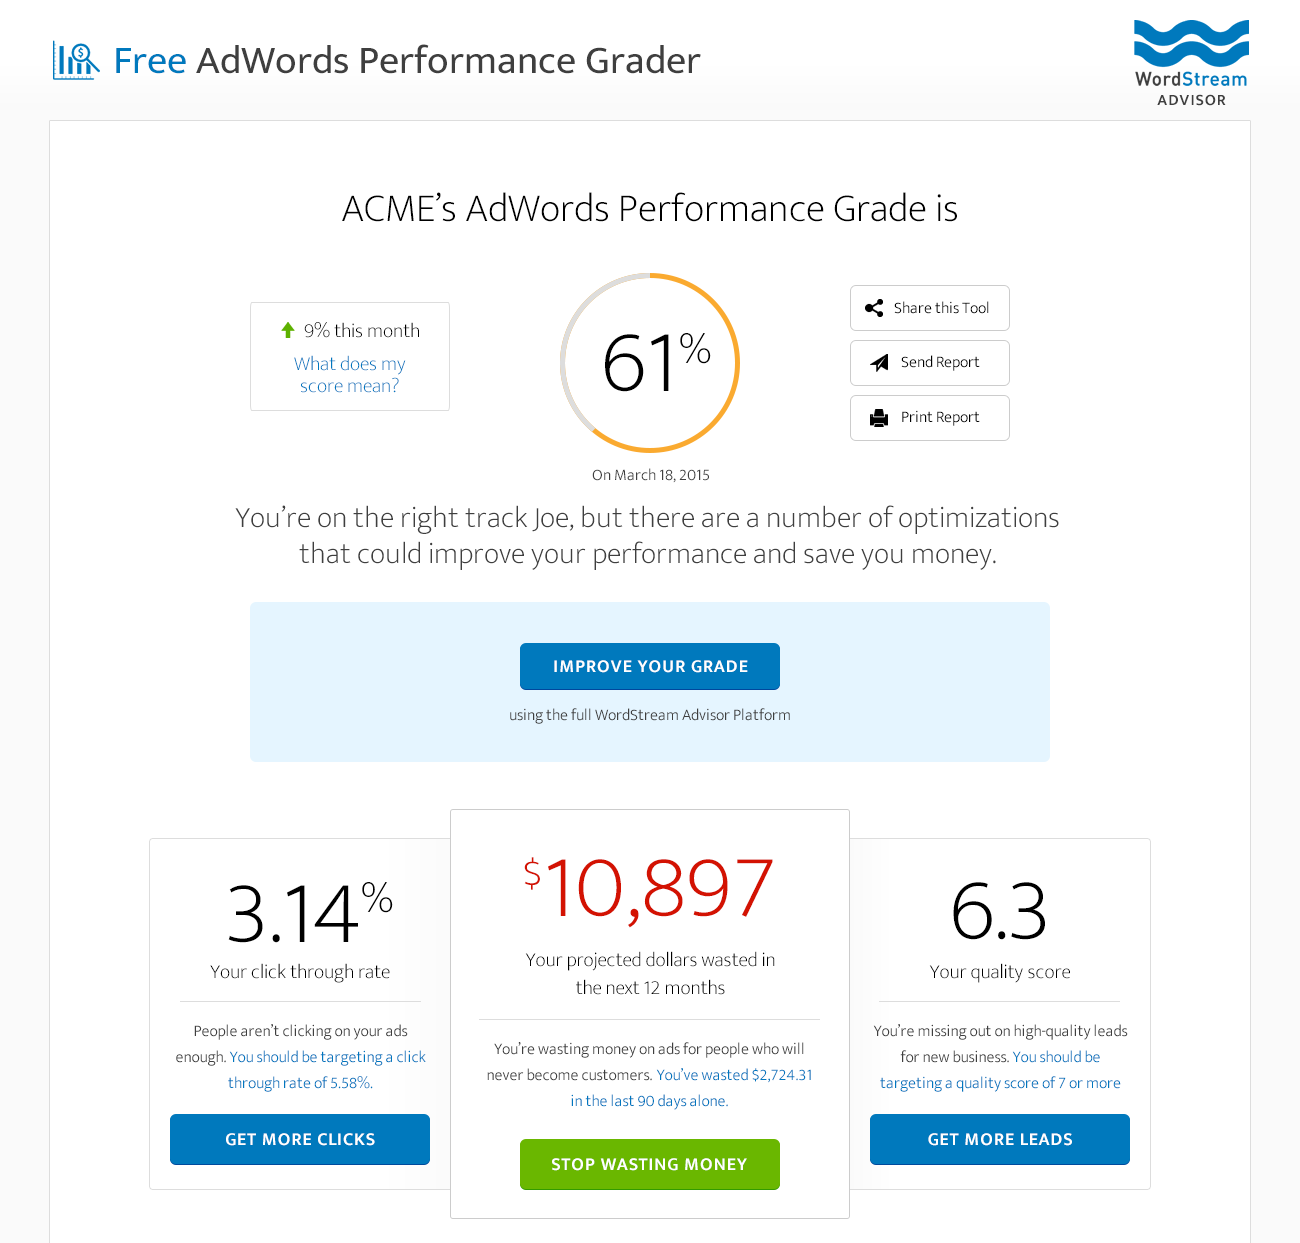 Free AdWords Performance Grader
WordStream
ADVISOR
ACME’s AdWords Performance Grade is
9% this month
What does my
score mean?
61%
On March 18, 2015
Share this Tool
Send Report
Print Report
You’re on the right track Joe, but there are a number of optimizations
that could improve your performance and save you money.
IMPROVE YOUR GRADE
using the full WordStream Advisor Platform
3.14%
Your click through rate
People aren’t clicking on your ads
enough. You should be targeting a click
through rate of 5.58%.
GET MORE CLICKS
$10,897
Your projected dollars wasted in
the next 12 months
You’re wasting money on ads for people who will
never become customers. You’ve wasted $2,724.31
in the last 90 days alone.
STOP WASTING MONEY
6.3
Your quality score
You’re missing out on high-quality leads
for new business. You should be
targeting a quality score of 7 or more
GET MORE LEADS